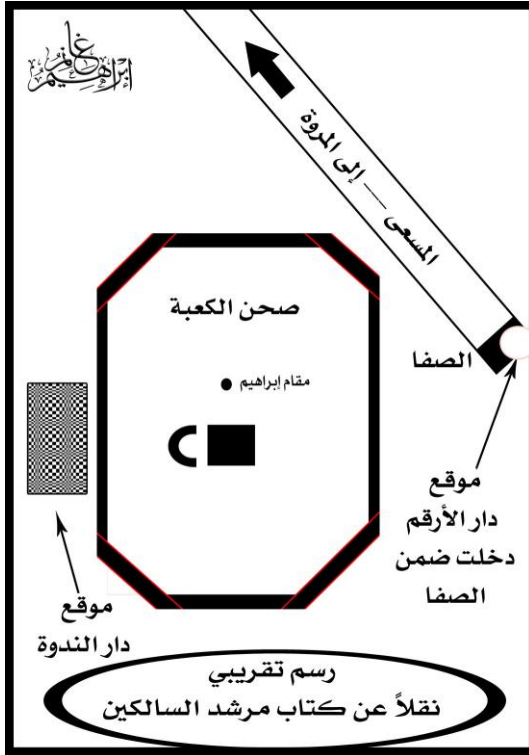 إبراهيم غانم
المسعى — إلى المروة
صحن الكعبة
مقام إبراهيم
الصفا
موقع
دار الأرقم
دخلت ضمن
الصفا
موقع
دار الندوة
رسم تقريبي
نقلاً عن كتاب مرشد السالكين